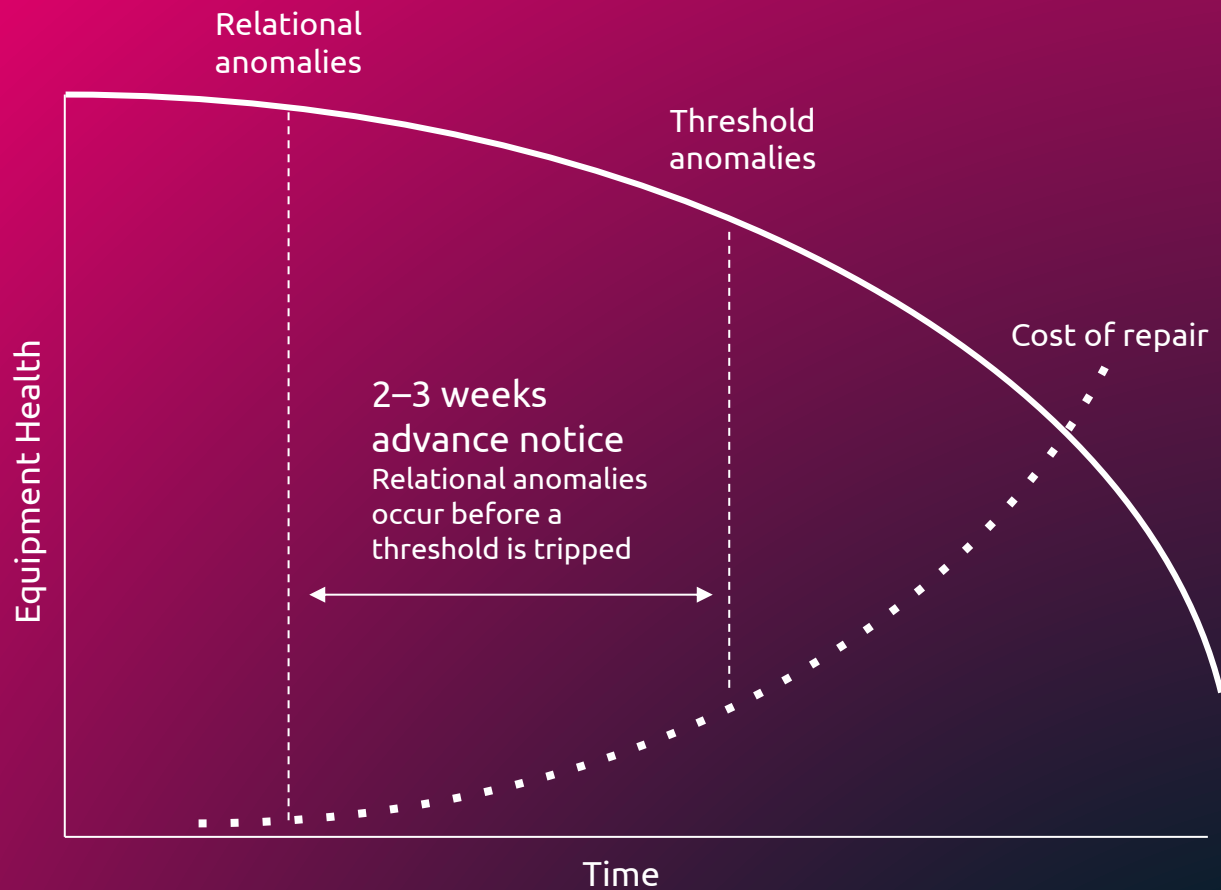 Relational
anomalies
Threshold
anomalies
Cost of repair
2–3 weeks
advance notice
Relational anomalies
occur before a
threshold is tripped
Equipment Health
Time